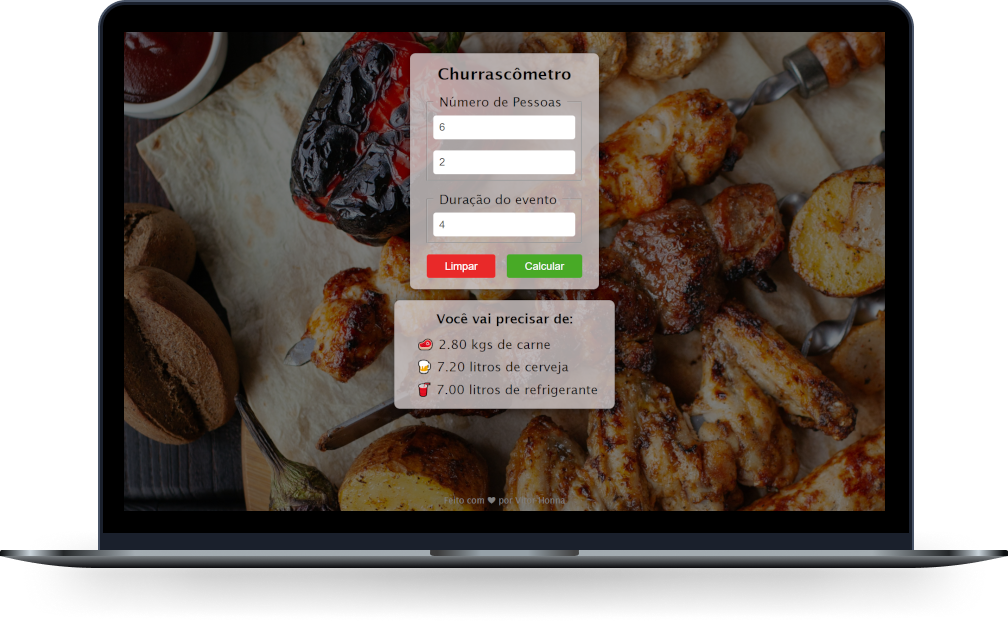 Churrascômetro
Número de Pessoas
6
2
Duração do evento
4
Limpar Calcular
Você vai precisar de:
2.80 kgs de carne
7.20 litros de cerveja
7.00 litros de refrigerante
Feito com ❤ por Vitor Honna